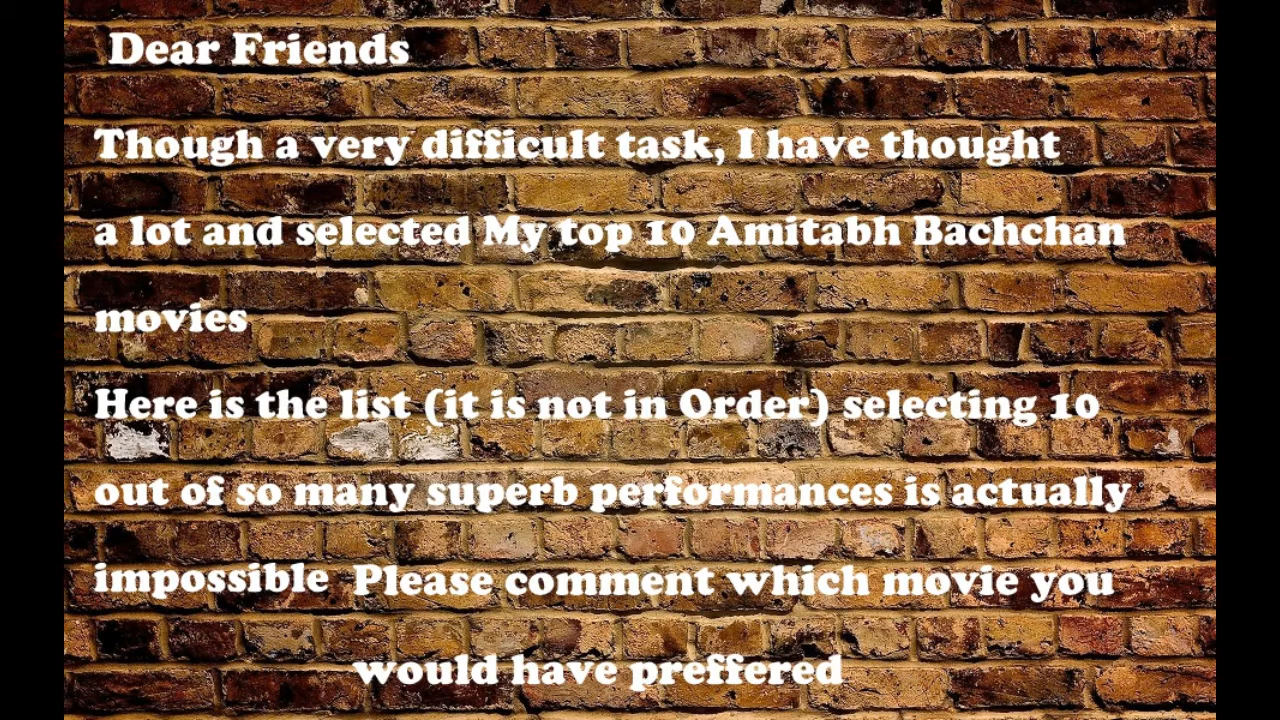 Dear Friends
Though a very difficult task, I have thought
a lot and selected My top 10 Amitabh Bachchan
movies
Here is the list (it is not in Order) selecting 10
out of so many superb performances is actually
impossible Please comment which movie you
would have preffered